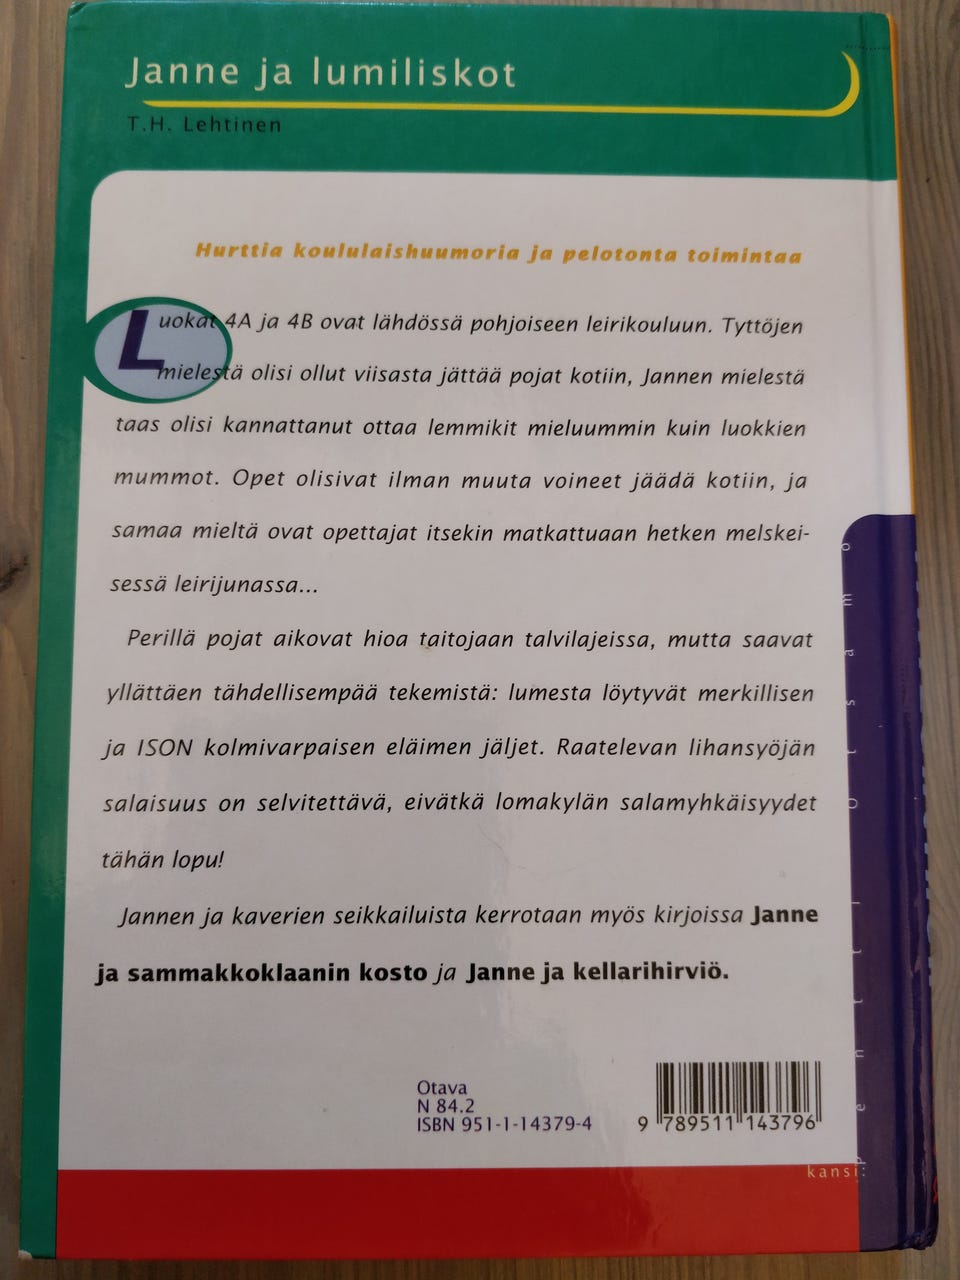 Janne ja lumiliskot
T.H. Lehtinen
Hurttia koululaishuumoria ja pelotonta toimintaa
Luokat 4A ja 4B ovat lähdössä pohjoiseen leirikouluun. Tyttöjen
mielestä olisi ollut viisasta jättää pojat kotiin, Jannen mielestä
taas olisi kannattanut ottaa lemmikit mieluummin kuin luokkien
mummot. Opet olisivat ilman muuta voineet jäädä kotiin, ja
samaa mieltä ovat opettajat itsekin matkattuaan hetken melskei-
sessä leirijunassa...
Perillä pojat aikovat hioa taitojaan talvilajeissa, mutta saavat
yllättäen tähdellisempää tekemistä: lumesta löytyvät merkillisen
ja ISON kolmivarpaisen eläimen jäljet. Raatelevan lihansyöjän
salaisuus on selvitettävä, eivätkä lomakylän salamyhkäisyydet
tähän lopu!
Jannen ja kaverien seikkailuista kerrotaan myös kirjoissa Janne
ja sammakkoklaanin kosto ja Janne ja kellarihirviö.
Otava
N 84.2
ISBN 951-1-14379-4
9 789511 143796
kansi: Pentti Otsamo